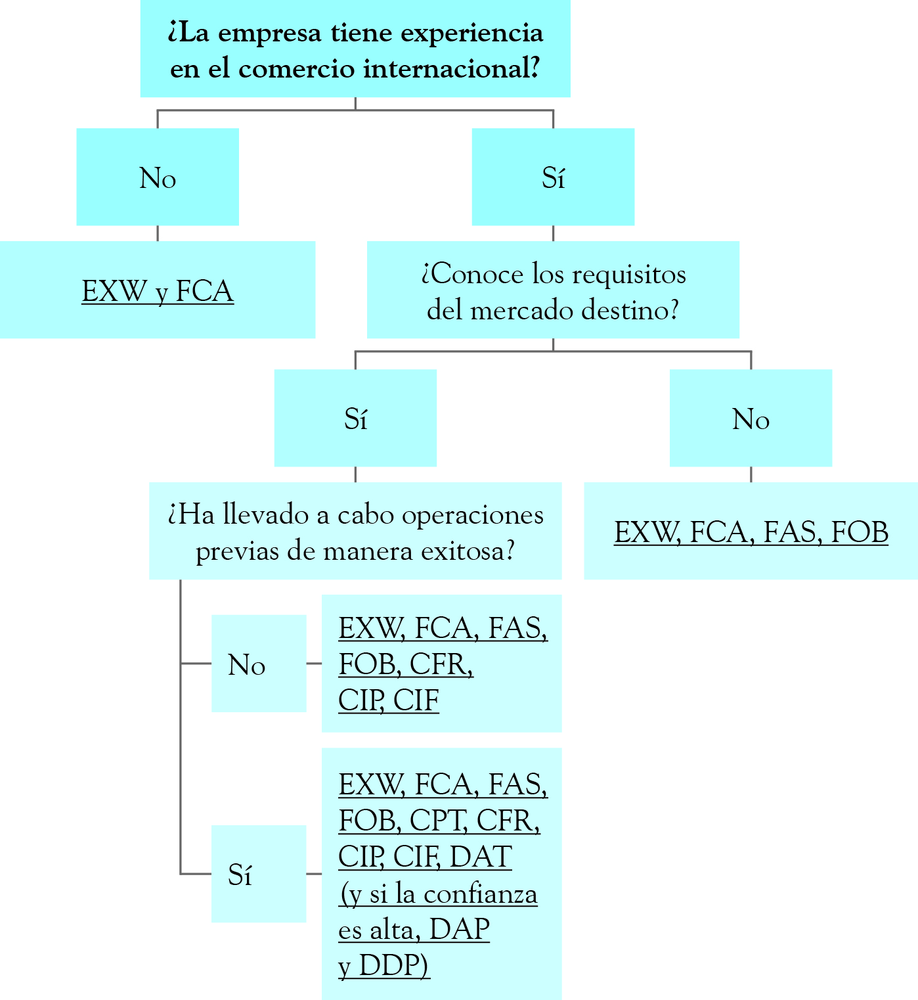 ¿La empresa tiene experiencia
en el comercio internacional?
No
Sí
EXW y FCA
¿Conoce los requisitos
del mercado destino?
Sí
No
¿Ha llevado a cabo operaciones
previas de manera exitosa?
EXW, FCA, FAS, FOB
No
EXW, FCA, FAS,
FOB, CFR,
CIP, CIF
Sí
EXW, FCA, FAS,
FOB, CPT, CFR,
CIP, CIF, DAT
(y si la confianza
es alta, DAP
y DDP)